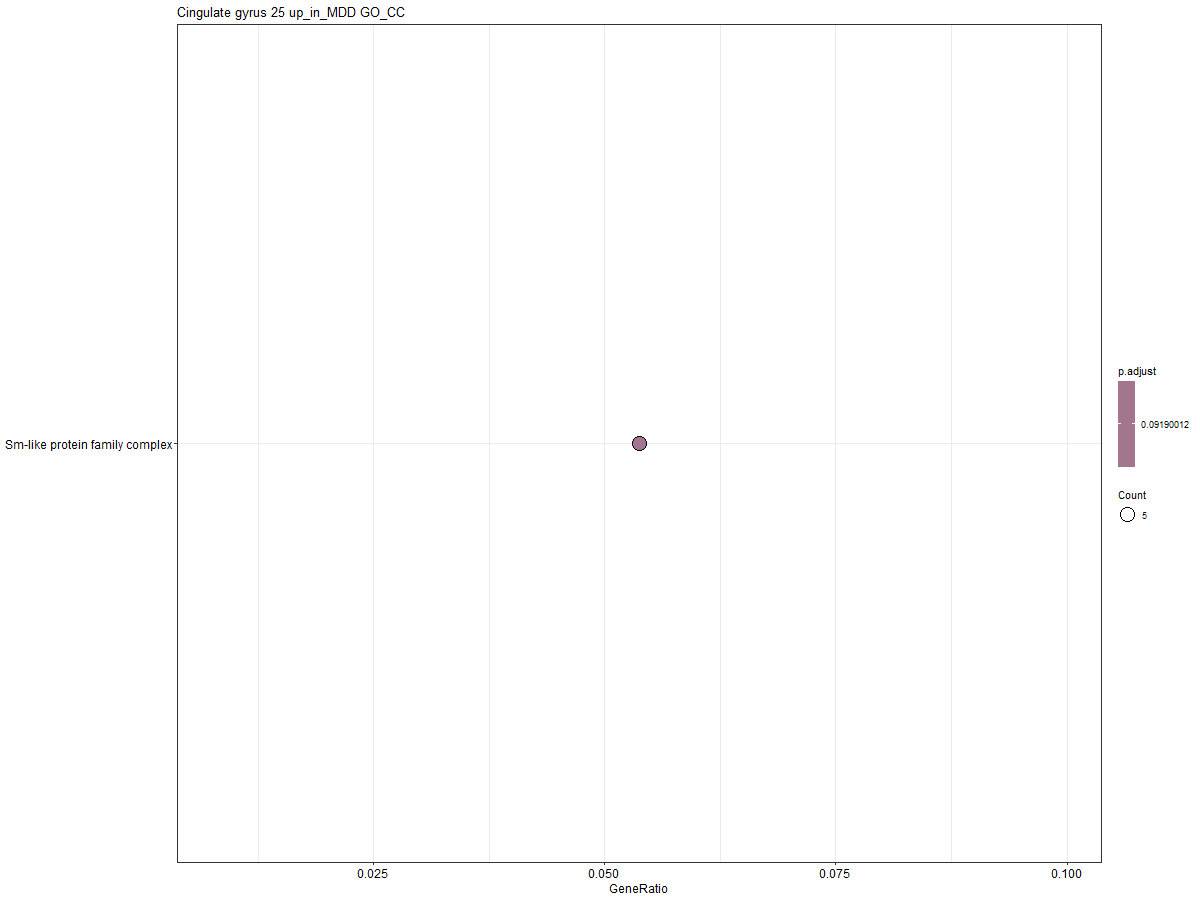 Cingulate gyrus 25 up_in_MDD GO_CC
Sm-like protein family complex
0.025 0.050 0.075 0.100
GeneRatio
p.adjust
0.09190012
Count
5